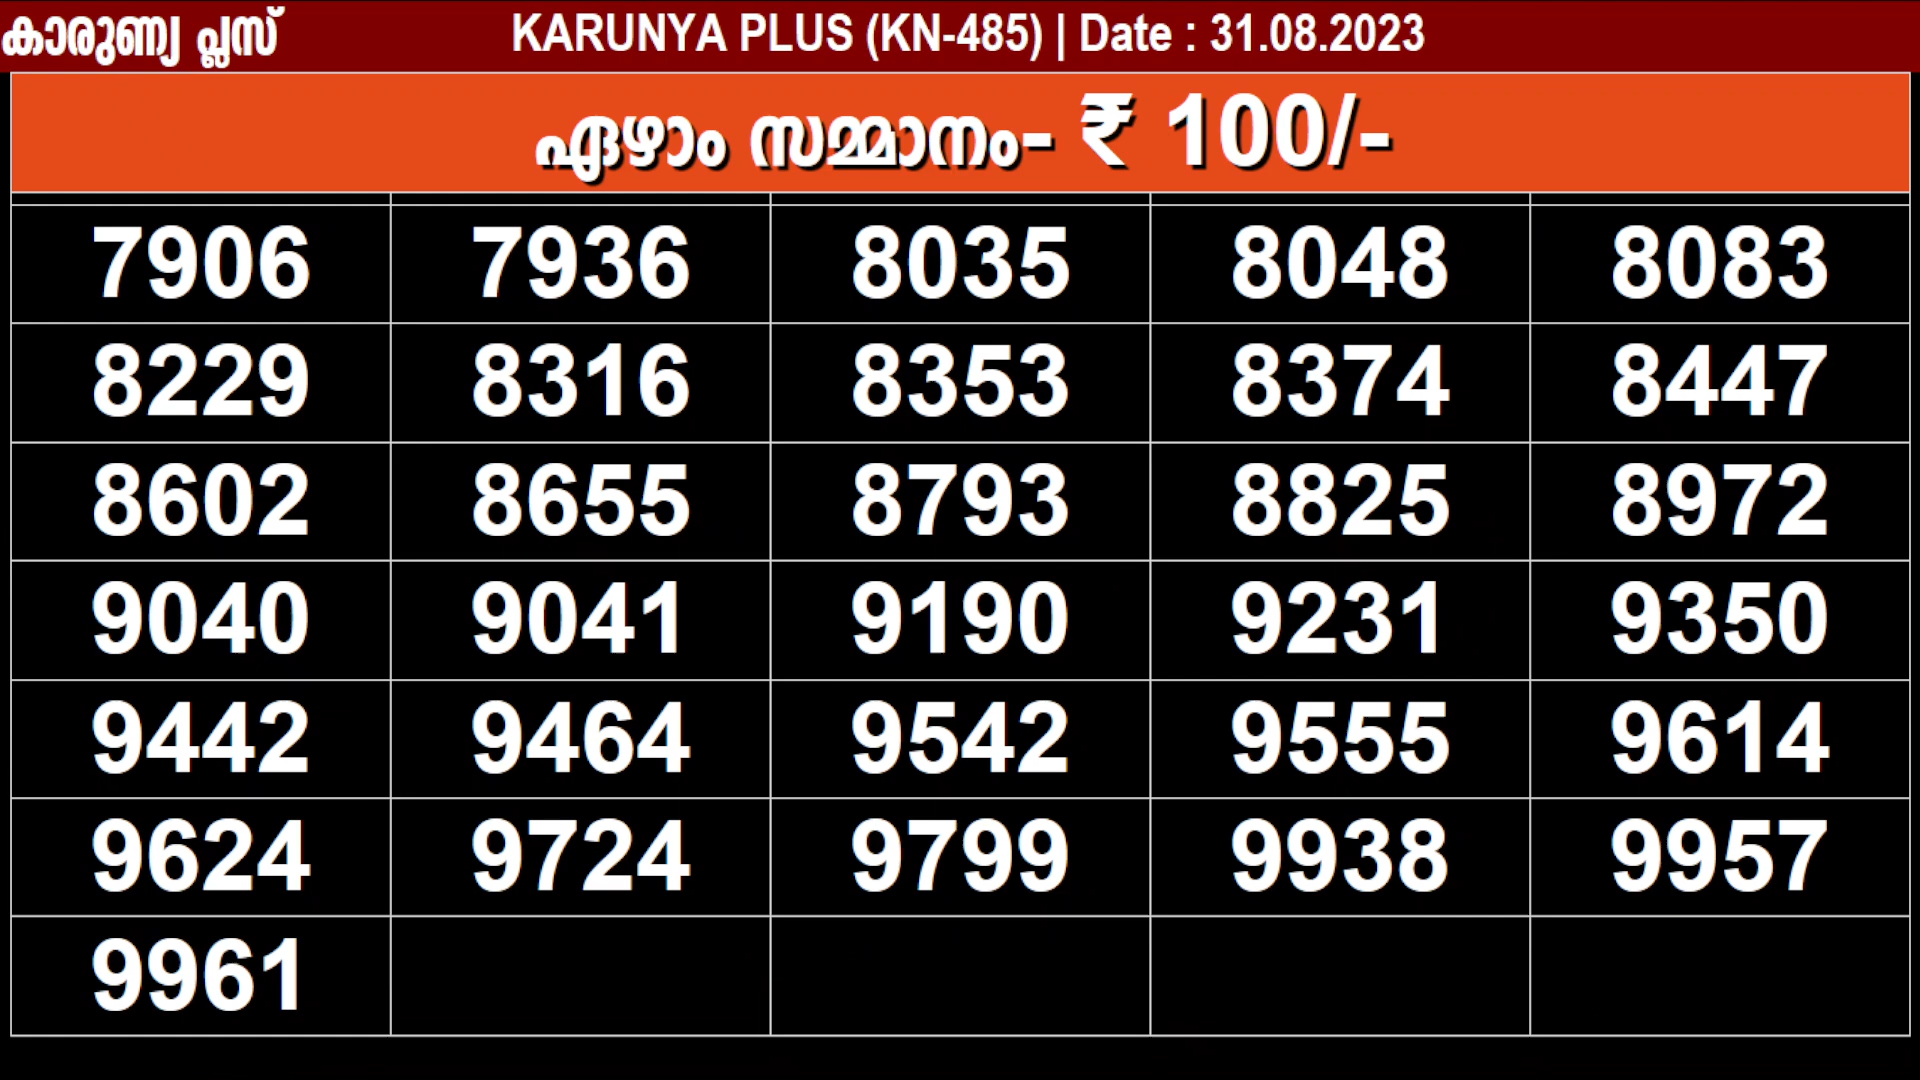 കാരുണ്യ പ്ലസ് KARUNYA PLUS (KN-485) | Date : 31.08.2023
ഏഴാം സമ്മാനം- ₹ 100/-
7906 7936 8035 8048 8083
8229 8316 8353 8374 8447
8602 8655 8793 8825 8972
9040 9041 9190 9231 9350
9442 9464 9542 9555 9614
9624 9724 9799 9938 9957
9961